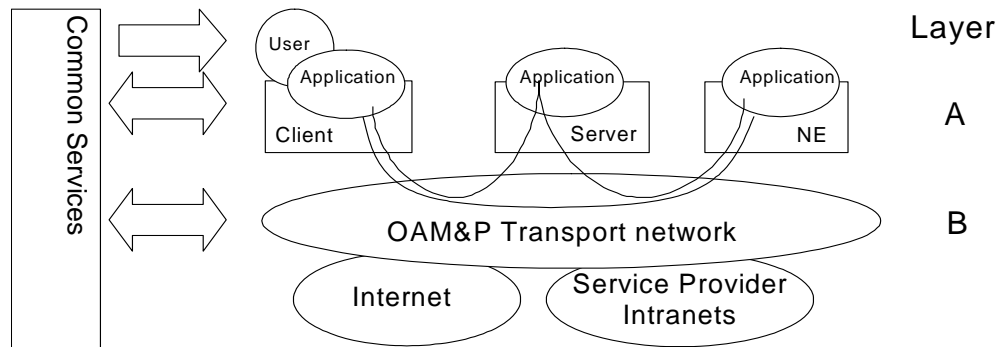 Common Services
User
Layer
Application
Application
Application
Client
Server
NE
A
OAM&P Transport network
B
Internet
Service Provider
Intranets